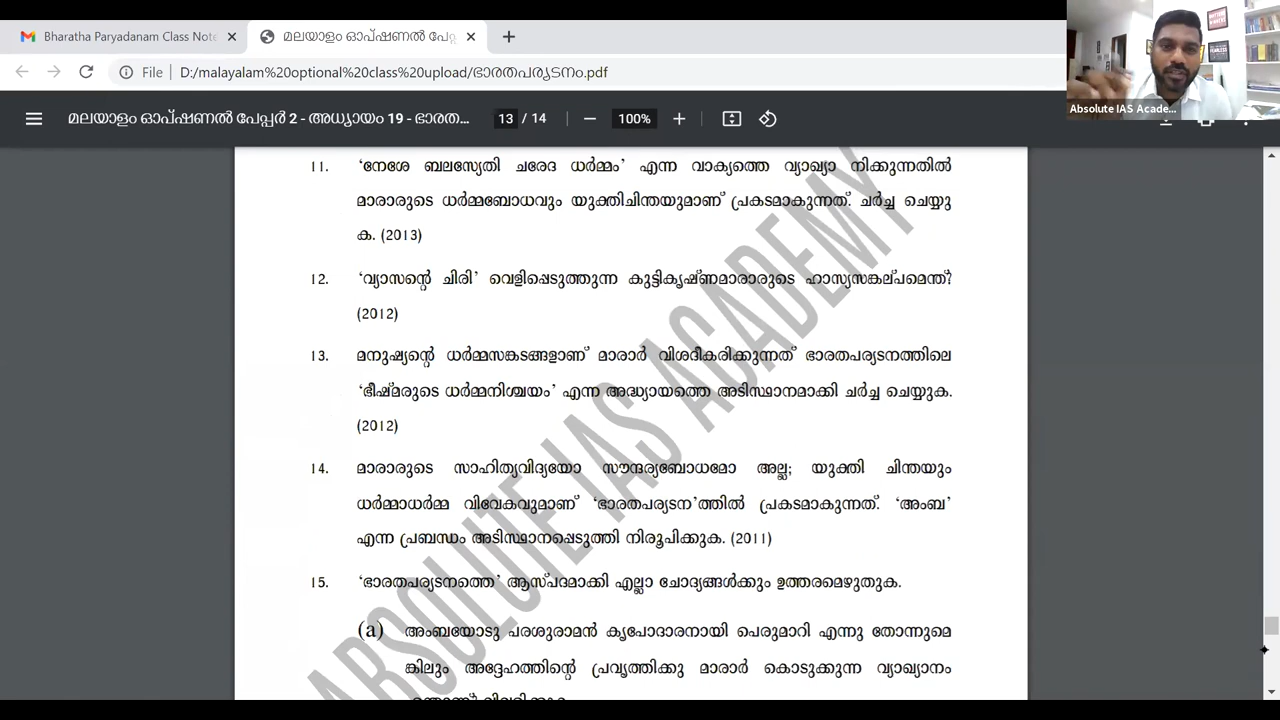 Bharatha Paryadanam Class Note
മലയാളം ഓപ്ഷണൽ പേപ്പ
File
D:/malayalam%20optional%20class%20upload/ഭാരതപര്യടനം.pdf
Absolute IAS Acade...
മലയാളം ഓപ്ഷണൽ പേപ്പർ 2 - അധ്യായം 19 - ഭാരത...
13 / 14
100%
11. 'നേശേ ബലസ്യേതി ചരേദ ധർമ്മം' എന്ന വാക്യത്തെ വ്യാഖ്യാ നിക്കുന്നതിൽ
മാരാരുടെ ധർമ്മബോധവും യുക്തിചിന്തയുമാണ് പ്രകടമാകുന്നത്. ചർച്ച ചെയ്യു
ക. (2013)
12. 'വ്യാസന്റെ ചിരി' വെളിപ്പെടുത്തുന്ന കുട്ടികൃഷ്ണമാരാരുടെ ഹാസ്യസങ്കല്പമെന്ത്?
(2012)
13. മനുഷ്യന്റെ ധർമ്മസങ്കടങ്ങളാണ് മാരാർ വിശദീകരിക്കുന്നത് ഭാരതപര്യടനത്തിലെ
'ഭീഷ്മരുടെ ധർമ്മനിശ്ചയം' എന്ന അദ്ധ്യായത്തെ അടിസ്ഥാനമാക്കി ചർച്ച ചെയ്യുക.
(2012)
14. മാരാരുടെ സാഹിത്യവിദ്യയോ സൗന്ദര്യബോധമോ അല്ല; യുക്തി ചിന്തയും
ധർമ്മാധർമ്മ വിവേകവുമാണ് 'ഭാരതപര്യടന'ത്തിൽ പ്രകടമാകുന്നത്. 'അംബ'
എന്ന പ്രബന്ധം അടിസ്ഥാനപ്പെടുത്തി നിരൂപിക്കുക. (2011)
15. 'ഭാരതപര്യടനത്തെ' ആസ്പദമാക്കി എല്ലാ ചോദ്യങ്ങൾക്കും ഉത്തരമെഴുതുക.
(a) അംബയോടു പരശുരാമൻ കൃപോദാരനായി പെരുമാറി എന്നു തോന്നുമെ
ങ്കിലും അദ്ദേഹത്തിന്റെ പ്രവൃത്തിക്കു മാരാർ കൊടുക്കുന്ന വ്യാഖ്യാനം
ABSOLUTE IAS ACADEMY